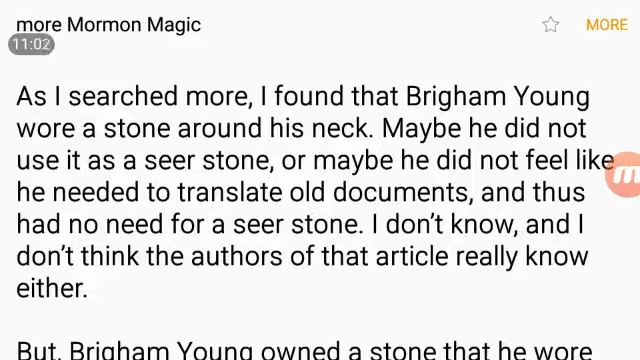 more Mormon Magic
MORE
11:02
As I searched more, I found that Brigham Young
wore a stone around his neck. Maybe he did not
use it as a seer stone, or maybe he did not feel like
he needed to translate old documents, and thus
had no need for a seer stone. I don't know, and I
don't think the authors of that article really know
either.
But, Brigham Young owned a stone that he wore